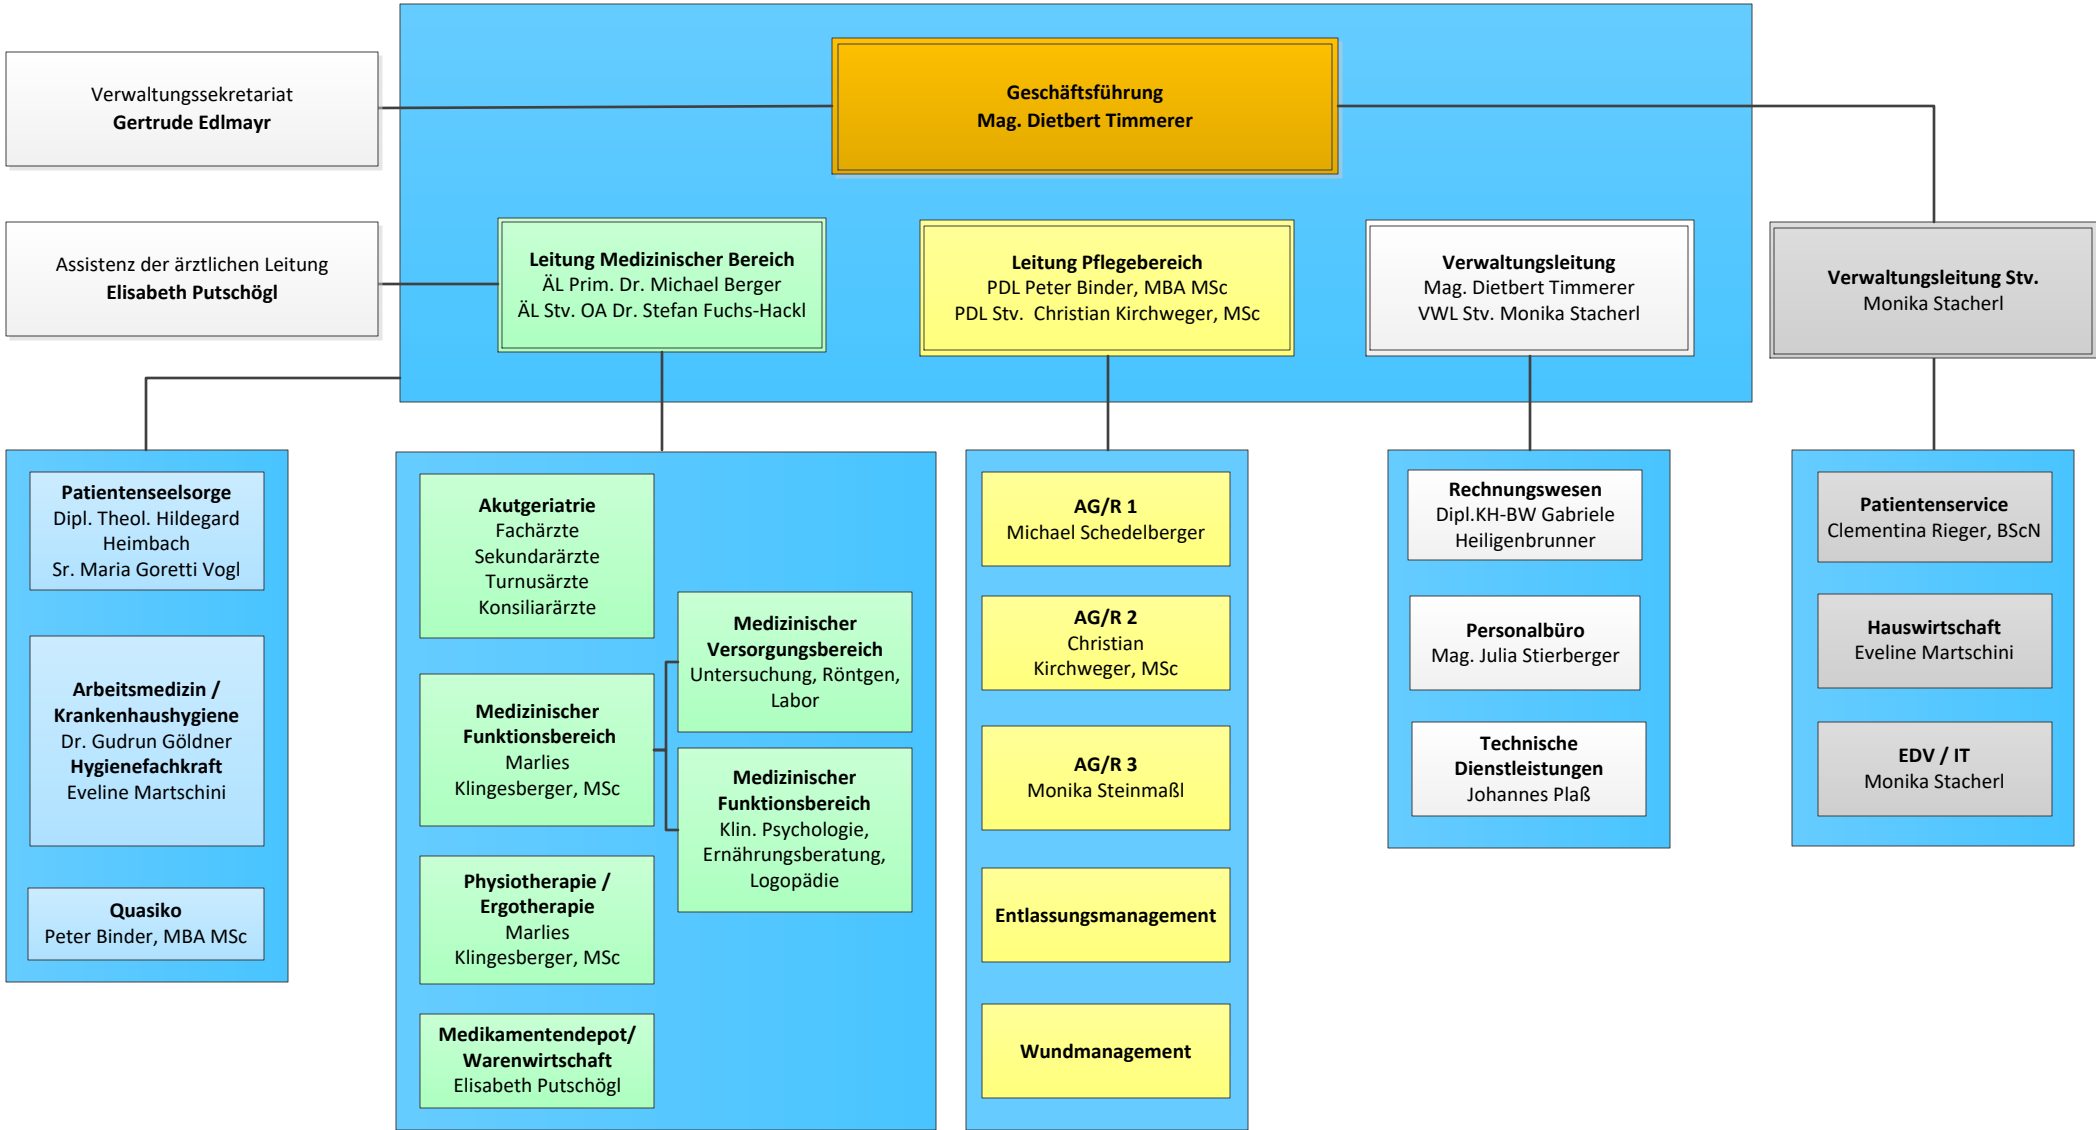 Verwaltungssekretariat
Gertrude Edlmayr
Geschäftsführung
Mag. Dietbert Timmerer
Assistenz der ärztlichen Leitung
Elisabeth Putschögl
Leitung Medizinischer Bereich
ÄL Prim. Dr. Michael Berger
ÄL Stv. OA Dr. Stefan Fuchs-Hackl
Leitung Pflegebereich
PDL Peter Binder, MBA MSc
PDL Stv. Christian Kirchweger, MSc
Verwaltungsleitung
Mag. Dietbert Timmerer
VWL Stv. Monika Stacherl
Verwaltungsleitung Stv.
Monika Stacherl
Patientenseelsorge
Dipl. Theol. Hildegard
Heimbach
Sr. Maria Goretti Vogl
Arbeitsmedizin /
Krankenhaushygiene
Dr. Gudrun Göldner
Hygienefachkraft
Eveline Martschini
Quasiko
Peter Binder, MBA MSc
Akutgeriatrie
Fachärzte
Sekundarärzte
Turnusärzte
Konsiliarärzte
Medizinischer
Funktionsbereich
Marlies
Klingesberger, MSc
Physiotherapie /
Ergotherapie
Marlies
Klingesberger, MSc
Medikamentendepot/
Warenwirtschaft
Elisabeth Putschögl
Medizinischer
Versorgungsbereich
Untersuchung, Röntgen,
Labor
Medizinischer
Funktionsbereich
Klin. Psychologie,
Ernährungsberatung,
Logopädie
AG/R 1
Michael Schedelberger
AG/R 2
Christian
Kirchweger, MSc
AG/R 3
Monika Steinmaßl
Entlassungsmanagement
Wundmanagement
Rechnungswesen
Dipl.KH-BW Gabriele
Heiligenbrunner
Personalbüro
Mag. Julia Stierberger
Technische
Dienstleistungen
Johannes Plaß
Patientenservice
Clementina Rieger, BScN
Hauswirtschaft
Eveline Martschini
EDV / IT
Monika Stacherl